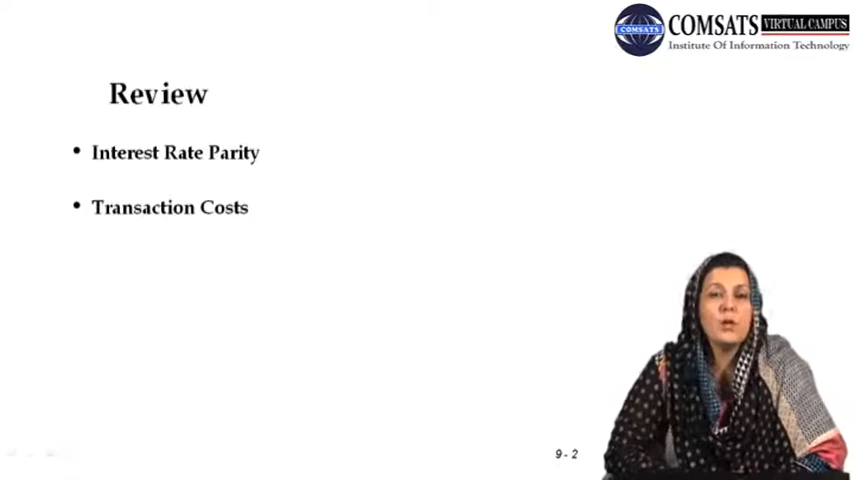 COMSATS VIRTUAL CAMPUS
COMSATS
Institute Of Information Technology
Review
• Interest Rate Parity
• Transaction Costs
9 - 2